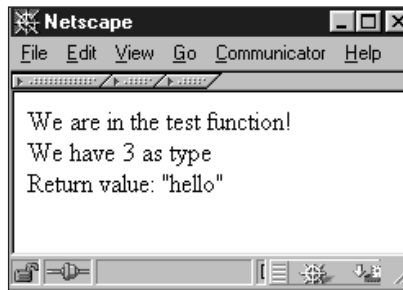 Netscape
File Edit View Go Communicator Help
We are in the test function!
We have 3 as type
Return value: "hello"